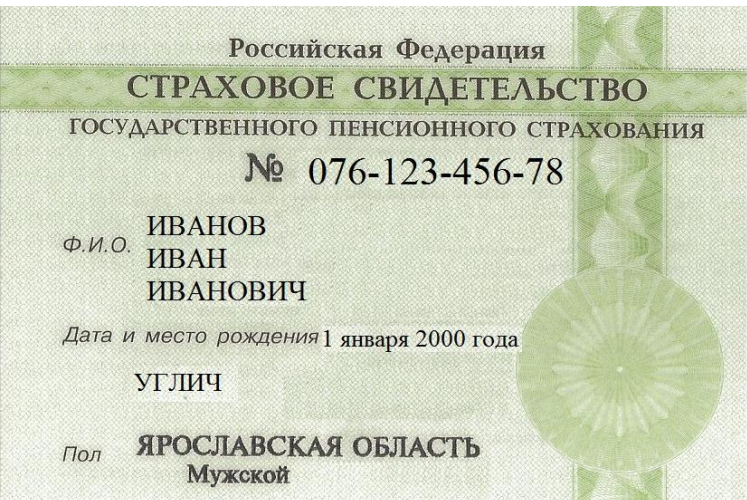 Российская Федерация
СТРАХОВОЕ СВИДЕТЕЛЬСТВО
ГОСУДАРСТВЕННОГО ПЕНСИОННОГО СТРАХОВАНИЯ
№ 076-123-456-78
Ф.И.О. ИВАНОВ
ИВАН
ИВАНОВИЧ
Дата и место рождения 1 января 2000 года
УГЛИЧ
ЯРОСЛАВСКАЯ ОБЛАСТЬ
Пол Мужской